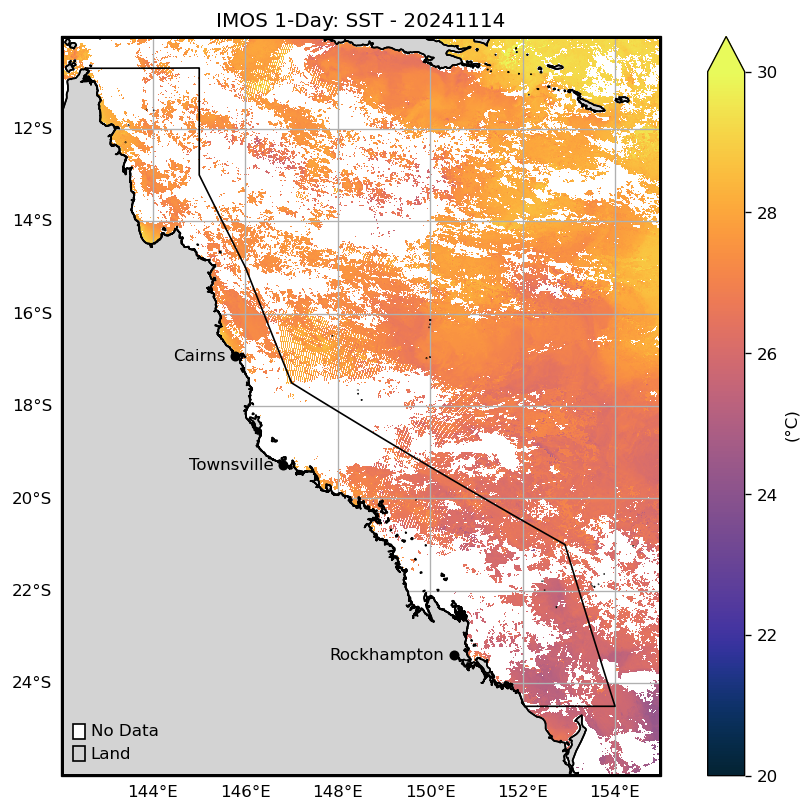 IMOS 1-Day: SST - 20241114
12°S
14°S
16°S
18°S
20°S
22°S
24°S
Cairns
Townsville
Rockhampton
No Data
Land
144°E 146°E 148°E 150°E 152°E 154°E
30
28
26
24
22
20
(°C)